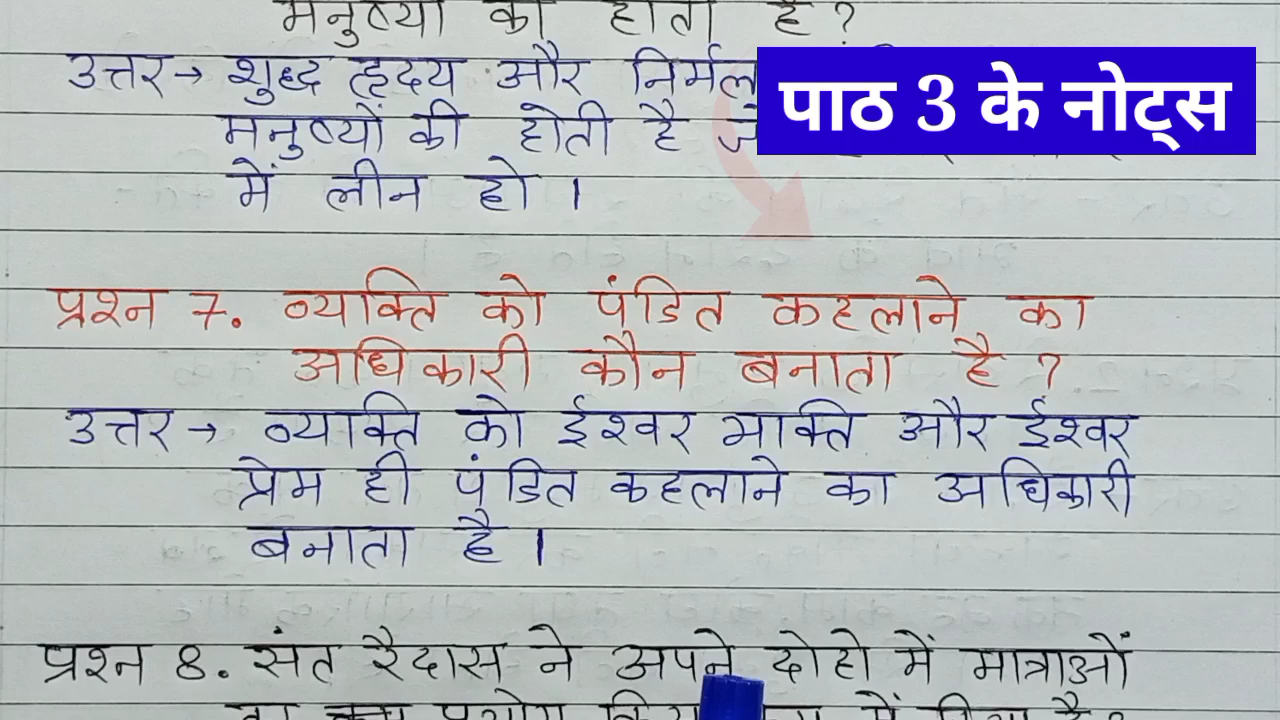 मनुष्यों को होता है?
उत्तर→ शुद्ध हृदय और निर्मल
पाठ 3 के नोट्स
मनुष्यों की होती है
में लीन हो।
प्रश्न 7. व्यक्ति को पंडित कहलाने का
अधिकारी कौन बनाता है?
उत्तर→ व्यक्ति को ईश्वर भक्ति और ईश्वर
प्रेम ही पंडित कहलाने का अधिकारी
बनाता है।
प्रश्न 8. संत रैदास ने अपने दोहो में मात्राओं